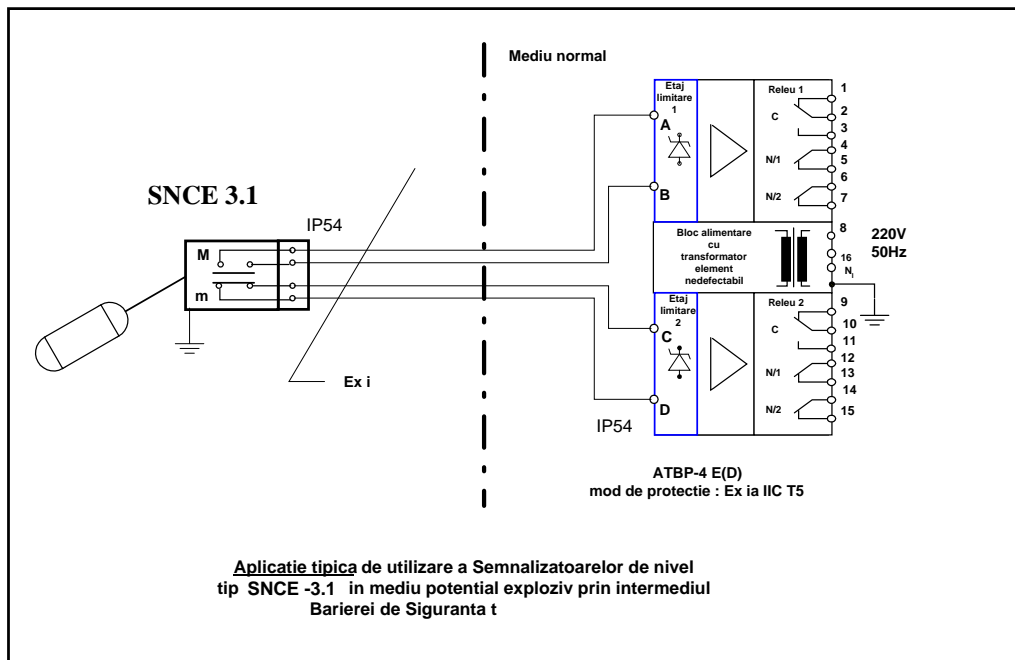 Mediu normal
Etaj
limitare
1
A
B
Releu 1
C
N/1
N/2
1
2
3
4
5
6
7
SNCE 3.1
IP54
M
m
Ex i
Bloc alimentare
cu
transformator
element
nedefectabil
8
16
N i
220V
50Hz
Etaj
limitare
2
C
D
Releu 2
C
N/1
N/2
9
10
11
12
13
14
15
IP54
ATBP-4 E(D)
mod de protectie : Ex ia IIC T5
Aplicatie tipica de utilizare a Semnalizatoarelor de nivel
tip SNCE -3.1 in mediu potential exploziv prin intermediul
Barierei de Siguranta t